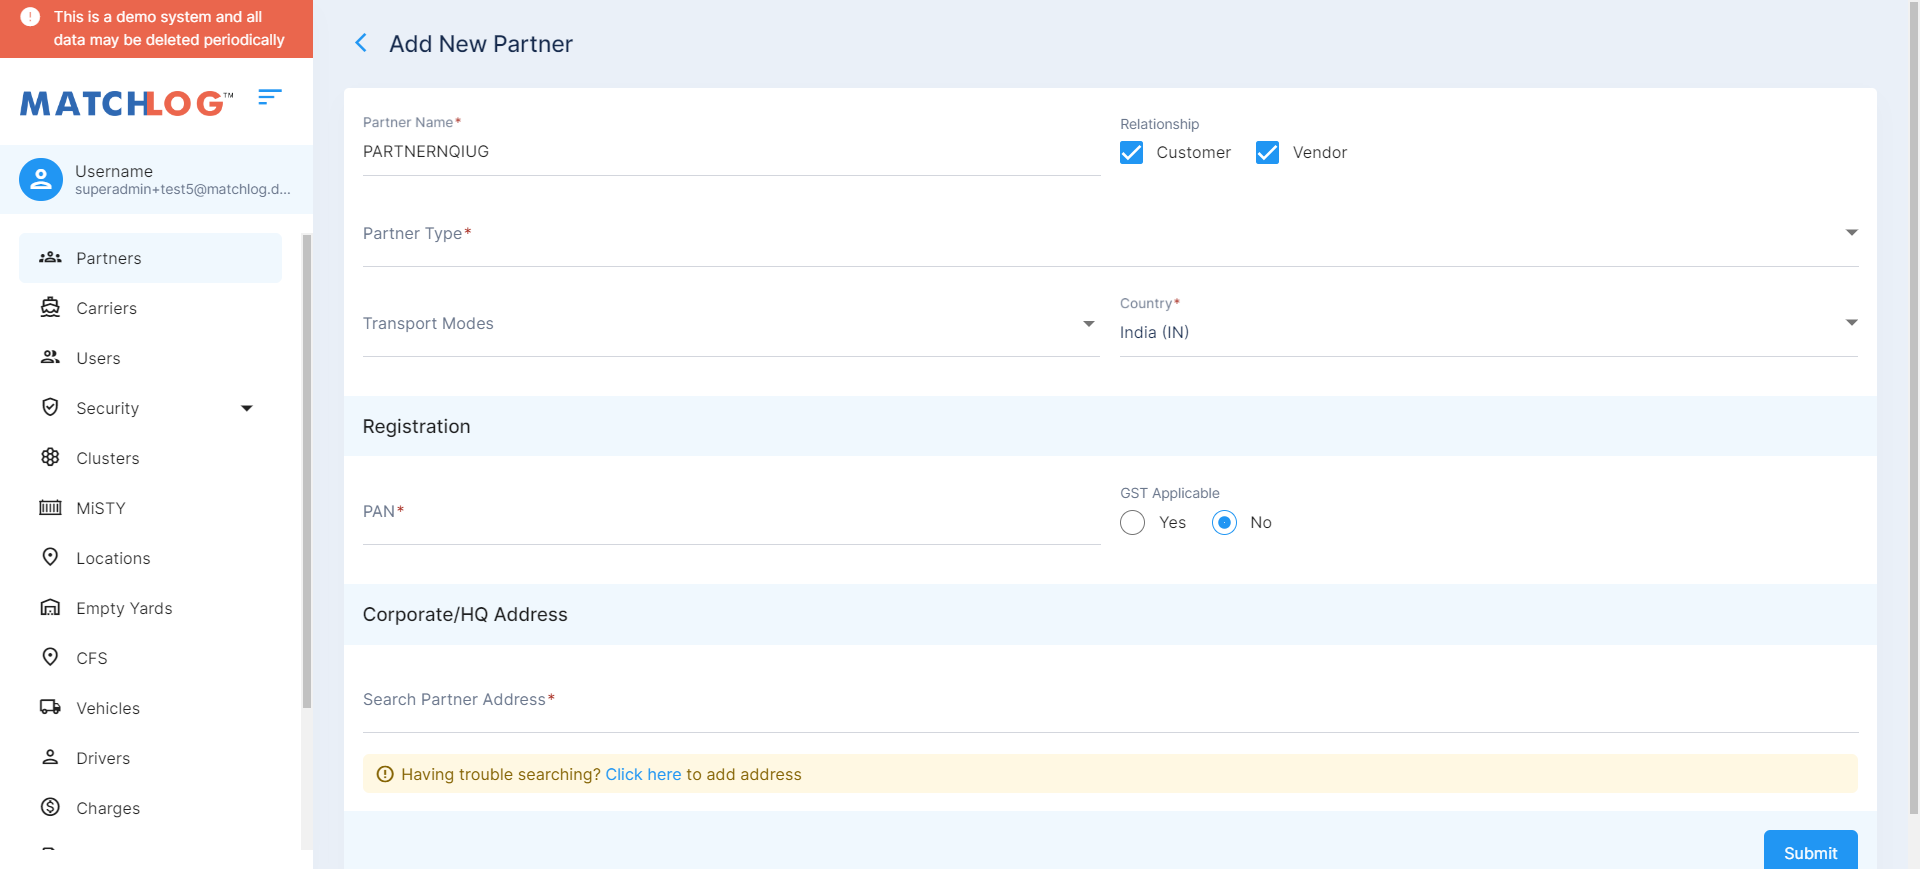 This is a demo system and all
data may be deleted periodically
MATCHLOG™
Username
superadmin+test5@matchlog.d...
Partners
Carriers
Users
Security
Clusters
MiSTY
Locations
Empty Yards
CFS
Vehicles
Drivers
Charges
Add New Partner
Partner Name*
PARTNERNQIUG
Relationship
Customer
Vendor
Partner Type*
Transport Modes
Country*
India (IN)
Registration
PAN*
GST Applicable
Yes
No
Corporate/HQ Address
Search Partner Address*
Having trouble searching? Click here to add address
Submit